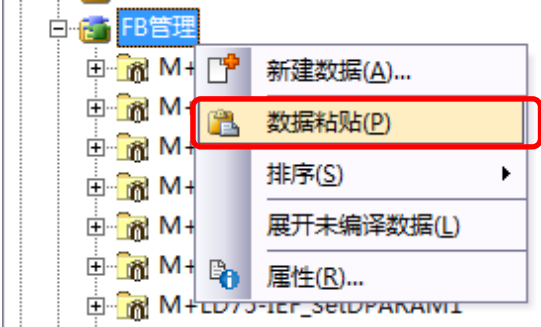 FB管理
M+
新建数据(A)...
M+
数据粘贴(P)
M+
M+
排序(S)
M+
展开未编译数据(L)
M+
属性(R)...
M+LD75-IEF_SetDPARAM1